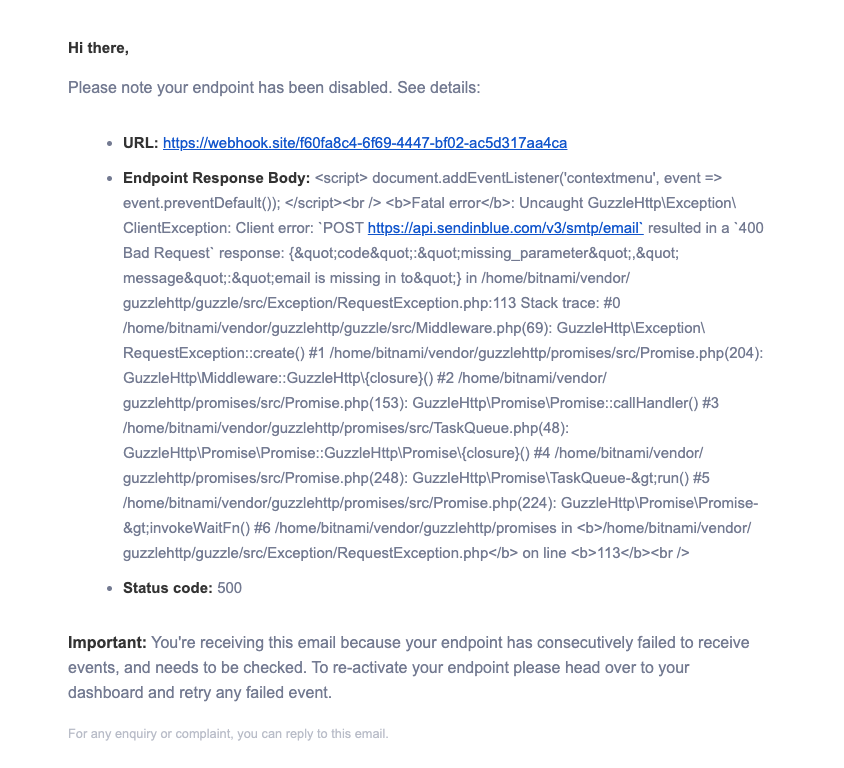 Hi there,
Please note your endpoint has been disabled. See details:
• URL: https://webhook.site/f60fa8c4-6f69-4447-bf02-ac5d317aa4ca
• Endpoint Response Body: <script> document.addEventListener('contextmenu', event =>
event.preventDefault()); </script><br /> <b>Fatal error</b>: Uncaught GuzzleHttp\Exception\
ClientException: Client error: `POST https://api.sendinblue.com/v3/smtp/email` resulted in a `400
Bad Request` response: {&quot;code&quot;:&quot;missing_parameter&quot;,&quot;
message&quot;:&quot;email is missing in to&quot;} in /home/bitnami/vendor/
guzzlehttp/guzzle/src/Exception/RequestException.php:113 Stack trace: #0
/home/bitnami/vendor/guzzlehttp/guzzle/src/Middleware.php(69): GuzzleHttp\Exception\
RequestException::create() #1 /home/bitnami/vendor/guzzlehttp/promises/src/Promise.php(204):
GuzzleHttp\Middleware::GuzzleHttp\{closure}() #2 /home/bitnami/vendor/
guzzlehttp/promises/src/Promise.php(153): GuzzleHttp\Promise\Promise::callHandler() #3
/home/bitnami/vendor/guzzlehttp/promises/src/TaskQueue.php(48):
GuzzleHttp\Promise\Promise::GuzzleHttp\Promise\{closure}() #4 /home/bitnami/vendor/
guzzlehttp/promises/src/Promise.php(248): GuzzleHttp\Promise\TaskQueue-&gt;run() #5
/home/bitnami/vendor/guzzlehttp/promises/src/Promise.php(224): GuzzleHttp\Promise\Promise-
&gt;invokeWaitFn() #6 /home/bitnami/vendor/guzzlehttp/promises in <b>/home/bitnami/vendor/
guzzlehttp/guzzle/src/Exception/RequestException.php</b> on line <b>113</b><br />
• Status code: 500
Important: You're receiving this email because your endpoint has consecutively failed to receive
events, and needs to be checked. To re-activate your endpoint please head over to your
dashboard and retry any failed event.
For any enquiry or complaint, you can reply to this email.